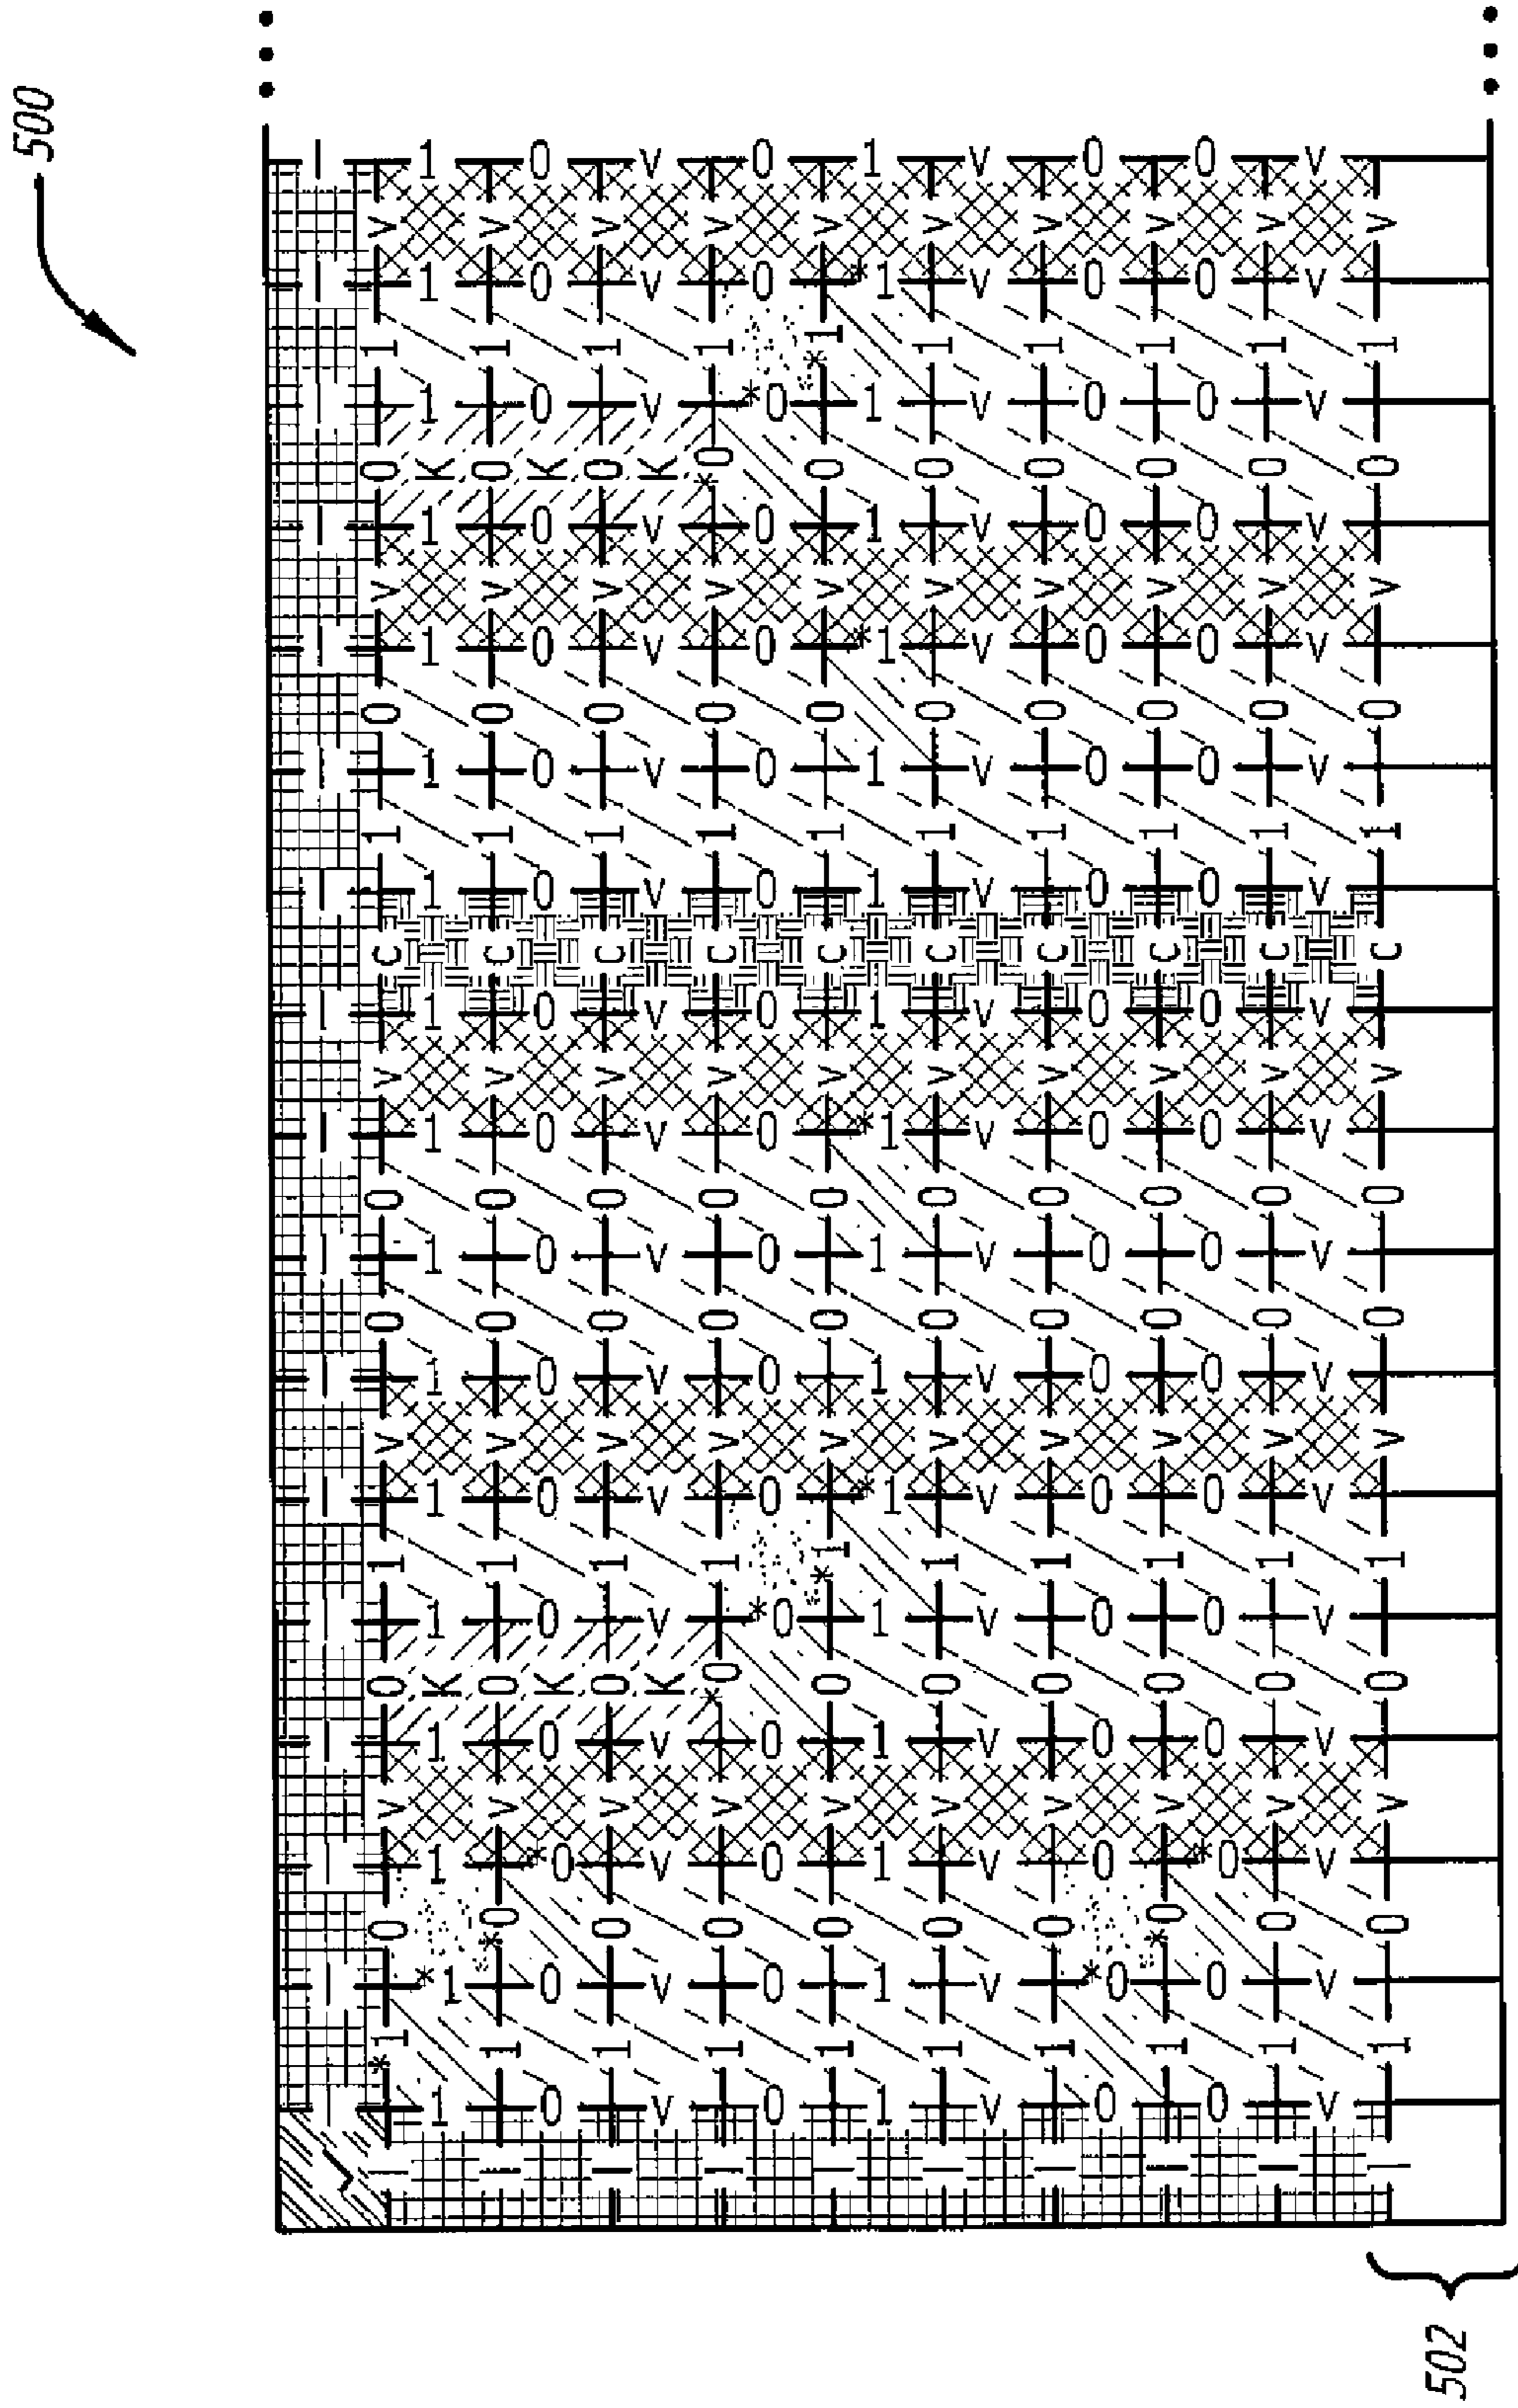 500
*1 0 v 0 1 v 0 0 v C 1 0 v 0 1 v
1 *1 1 1 K 1 1 1 1 1 1 1 1 1 1 K 1 1 1
1 *0 v 0 1 v 0 0 v C 1 0 v 0 1 v
0 0 *0 0 K 0 0 0 0 0 0 0 0 0 0 K 0 0 0
1 0 v 0 1 v 0 0 v C 1 0 v 0 1 v
v v v v K v v v v v v v v v v K v v v
1 0 v *0 1 v 0 0 v C 1 0 v *0 1 v
0 0 0 0 *0 0 0 0 0 0 0 0 0 0 *0 0 0
1 0 v 0 *1 v 0 0 v C 1 0 v 0 *1 v
1 1 1 1 1 *1 1 1 *1 1 1 1 *1 1 1 *1 1
1 0 v 0 1 v 0 0 v C 1 0 v 0 1 v
v v v v v v v v v v v v v v v v v
1 0 v 0 1 v 0 0 v C 1 0 v 0 1 v
0 *0 0 0 0 0 0 0 0 0 0 0 0 0 0 0 0
1 *0 v 0 1 v 0 0 v C 1 0 v 0 1 v
0 0 *0 0 0 0 0 0 0 0 0 0 0 0 0 0 0
1 0 v 0 1 v 0 0 v C 1 0 v 0 1 v
v v v v v v v v v v v v v v v v v
1 0 v 0 1 v 0 0 v C 1 0 v 0 1 v
502